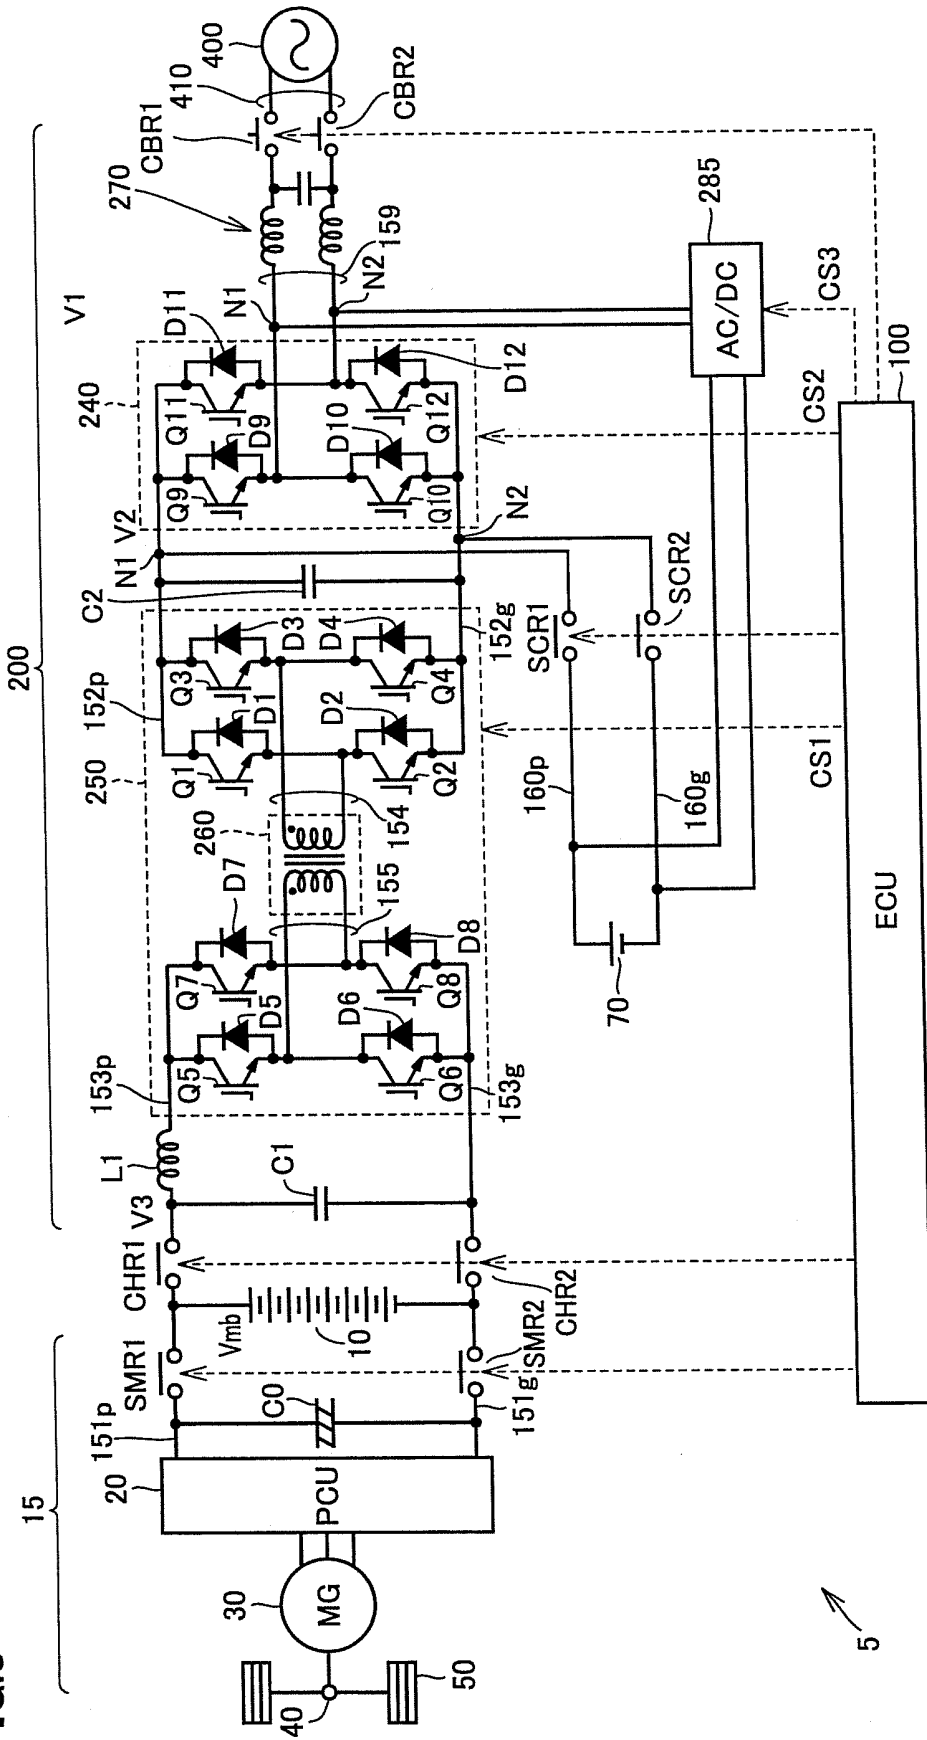 200
15
V1
V2
V3
270
CBR1
410
400
CBR2
N1
N2
159
240
D11
Q11
D9
Q9
D12
Q12
D10
Q10
N1
N2
C2
250
152p
152g
D3
Q3
D1
Q1
D4
Q4
D2
Q2
260
154
155
D7
Q7
D5
Q5
D8
Q8
D6
Q6
153p
153g
L1
C1
CHR1
CHR2
Vmb
10
SMR1
SMR2
C0
151p
151g
20
PCU
30
MG
40
50
285
AC/DC
CS3
CS2
CS1
100
ECU
SCR1
SCR2
160p
160g
70
5